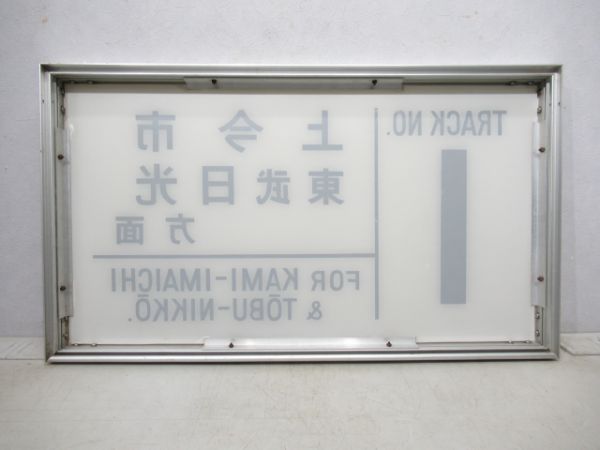 TRACK NO.
1
上今市
東武日光
方面
FOR KAMI-IMAICHI
& TŌBU-NIKKŌ.